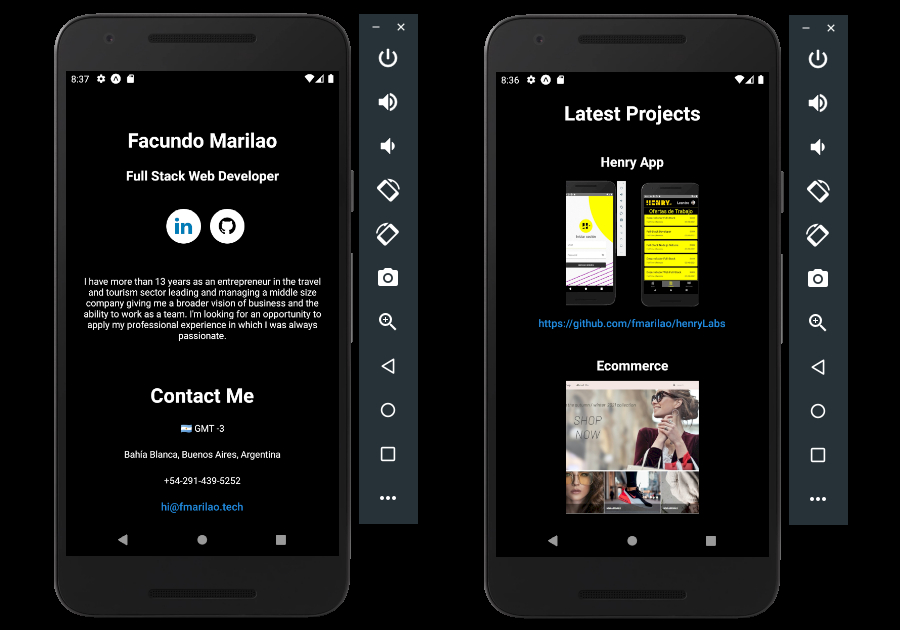 8:37
Facundo Marilao
Full Stack Web Developer
in
I have more than 13 years as an entrepreneur in the travel
and tourism sector leading and managing a middle size
company giving me a broader vision of business and the
ability to work as a team. I'm looking for an opportunity to
apply my professional experience in which I was always
passionate.
Contact Me
GMT -3
Bahía Blanca, Buenos Aires, Argentina
+54-291-439-5252
hi@fmarilao.tech
8:36
Latest Projects
Henry App
HENRY
Ofertas de Trabajo
https://github.com/fmarilao/henryLabs
Ecommerce
SHOP
NOW